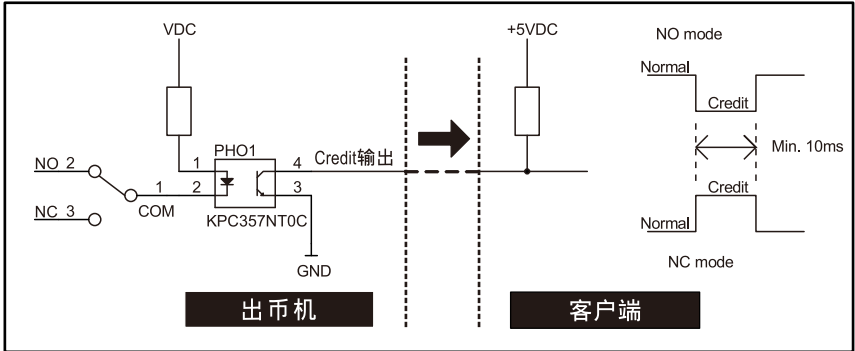 VDC
+5VDC
NO mode
Normal
Credit
PHO1
1
4
Credit输出
Min. 10ms
NO 2
1
2
3
COM
NC 3
KPC357NT0C
Credit
Normal
GND
NC mode
出币机
客户端